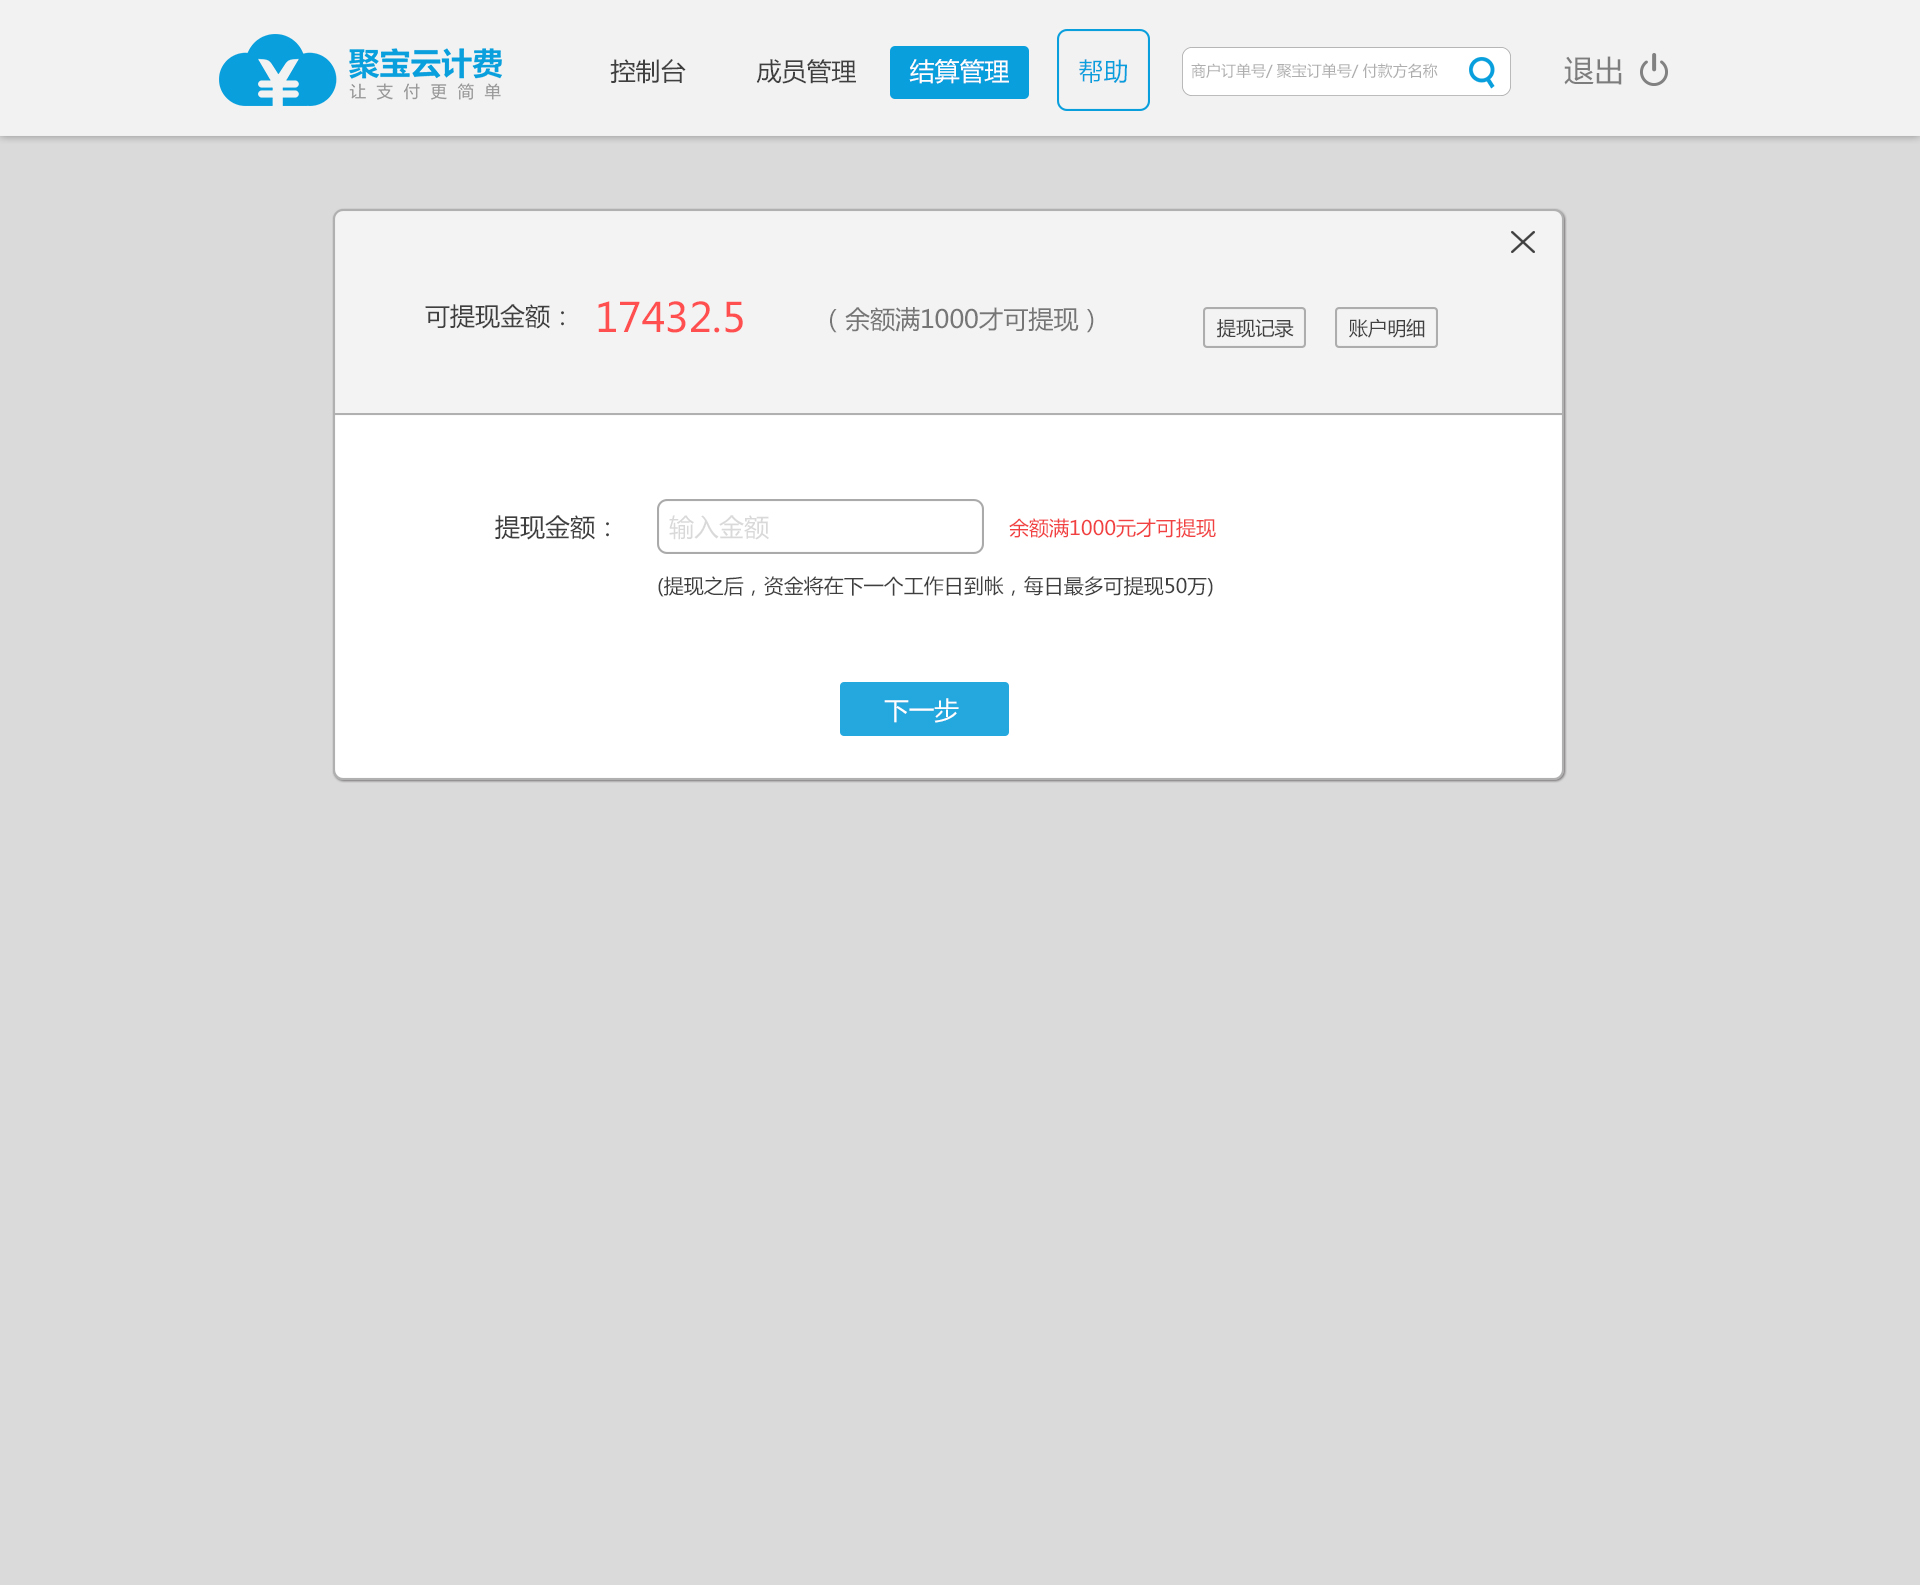 聚宝云计费
让支付更简单
控制台 成员管理 结算管理 帮助 商户订单号/ 聚宝订单号/ 付款方名称 退出
可提现金额： 17432.5 （余额满1000才可提现） 提现记录 账户明细
提现金额： 输入金额 余额满1000元才可提现
(提现之后，资金将在下一个工作日到帐，每日最多可提现50万)
下一步